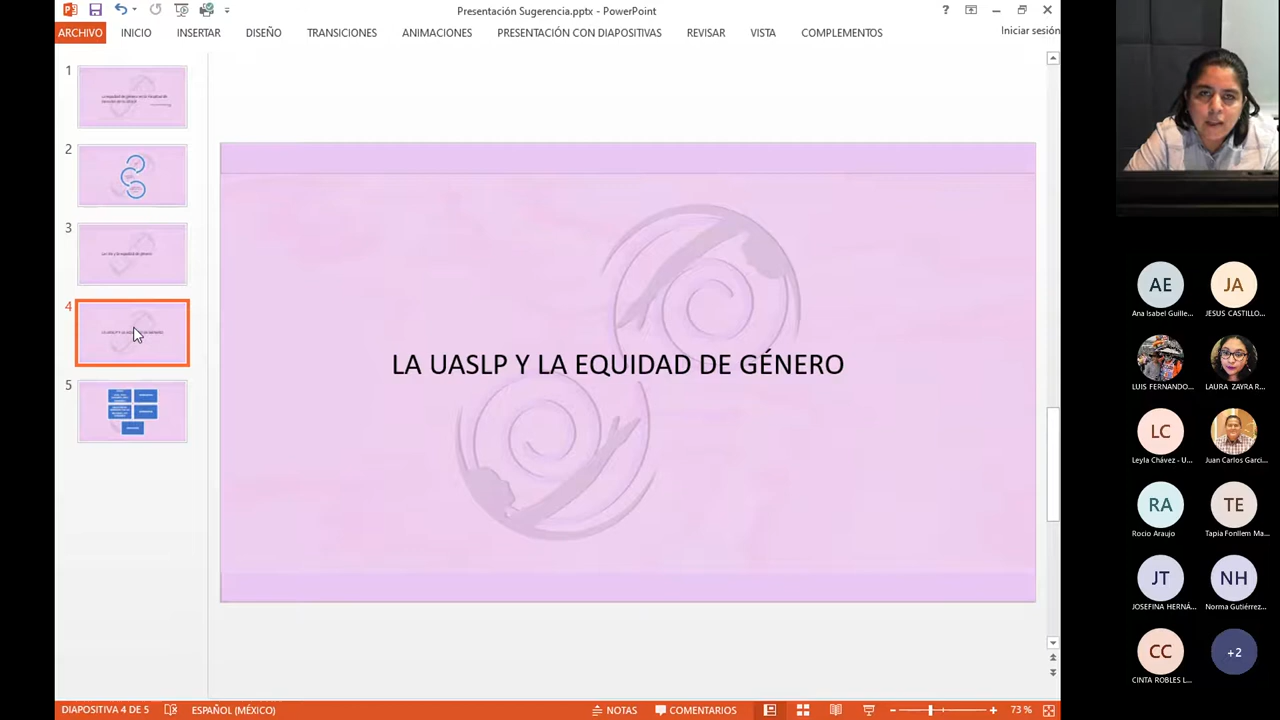 Presentación Sugerencia.pptx - PowerPoint
ARCHIVO INICIO INSERTAR DISEÑO TRANSICIONES ANIMACIONES PRESENTACIÓN CON DIAPOSITIVAS REVISAR VISTA COMPLEMENTOS Iniciar sesión
1
2
3
4
5
LA UASLP Y LA EQUIDAD DE GÉNERO
AE
Ana Isabel Guille...
JA
JESUS CASTILLO...
LUIS FERNANDO...
LAURA ZAYRA R...
LC
Leyla Chávez - U...
Juan Carlos Garcí...
RA
Rocio Araujo
TE
Tapia Fonllem Ma...
JT
JOSEFINA HERNÁ...
NH
Norma Gutiérrez...
CC
CINTA ROBLES L...
+2
DIAPOSITIVA 4 DE 5 ESPAÑOL (MÉXICO) NOTAS COMENTARIOS 73 %